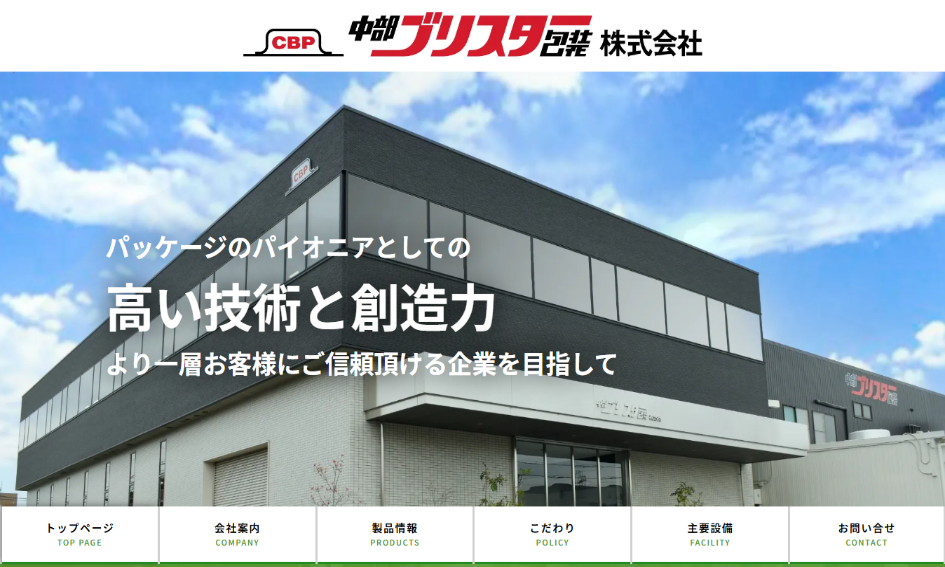 CBP 中部ブリスター包装 株式会社
CBP
パッケージのパイオニアとしての
高い技術と創造力
より一層お客様にご信頼頂ける企業を目指して
中部ブリスター包装
トップページ 会社案内 製品情報 こだわり 主要設備 お問い合せ
TOP PAGE COMPANY PRODUCTS POLICY FACILITY CONTACT